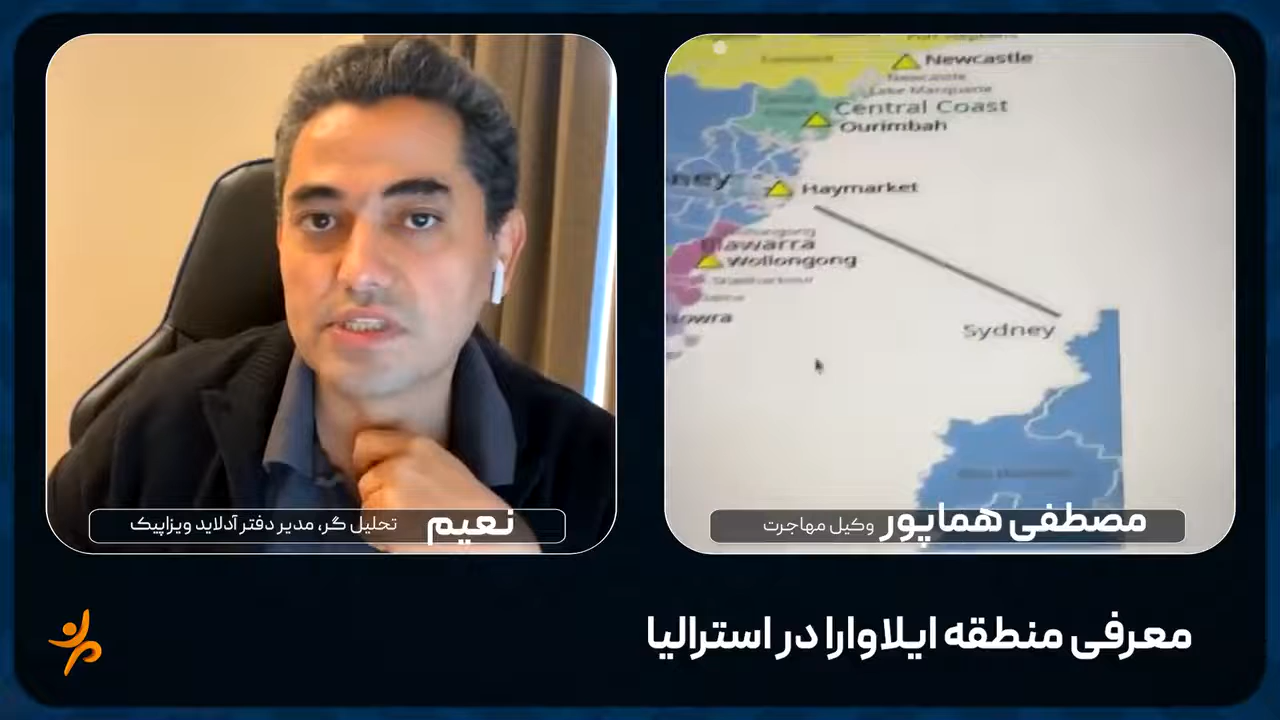 Newcastle
Newcastle
Lake Macquarie
Central Coast
Ourimbah
ney
Haymarket
Illawarra
Wollongong
owra
Sydney
نعیم
تحلیل گر، مدیر دفتر آدلاید ویزاپیک
مصطفی هماپور
وکیل مهاجرت
معرفی منطقه ایلاوارا در استرالیا